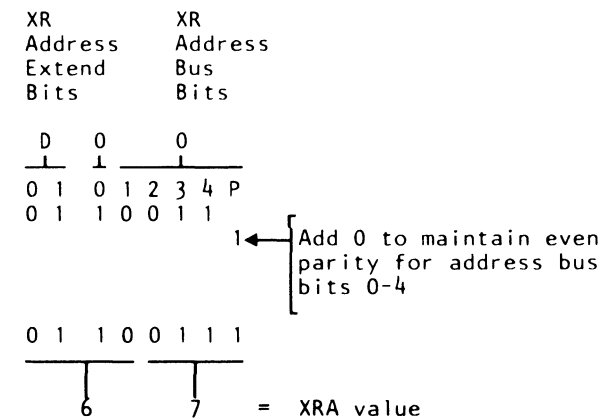 XR XR
Address Address
Extend Bus
Bits Bits
D 0 0
0 1 0 1 2 3 4 P
0 1 1 0 0 1 1
1 Add 0 to maintain even
parity for address bus
bits 0-4
0 1 1 0 0 1 1 1
6 7 = XRA value